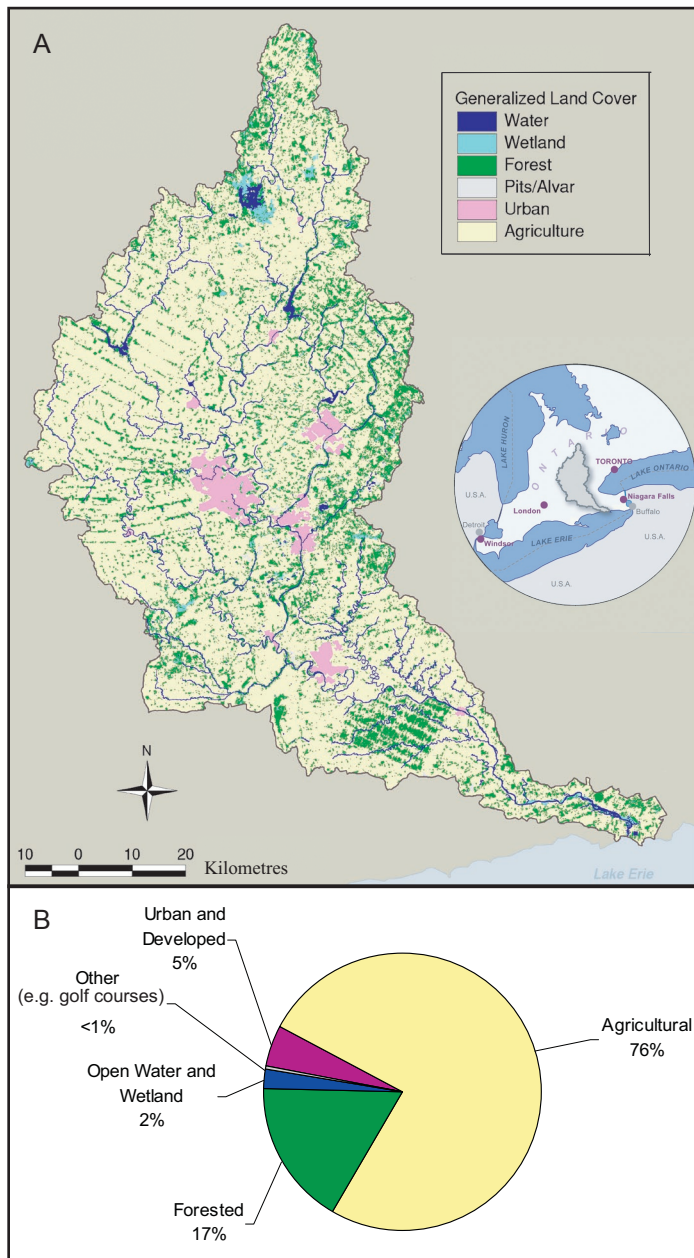 A
Generalized Land Cover
Water
Wetland
Forest
Pits/Alvar
Urban
Agriculture
LAKE HURON
ONTARIO
TORONTO
LAKE ONTARIO
U.S.A.
Niagara Falls
London
Buffalo
Detroit
Windsor
LAKE ERIE
U.S.A.
U.S.A.
N
10 0 10 20
Kilometres
Lake Erie
B
Urban and
Developed
5%
Other
(e.g. golf courses)
<1%
Agricultural
76%
Open Water and
Wetland
2%
Forested
17%